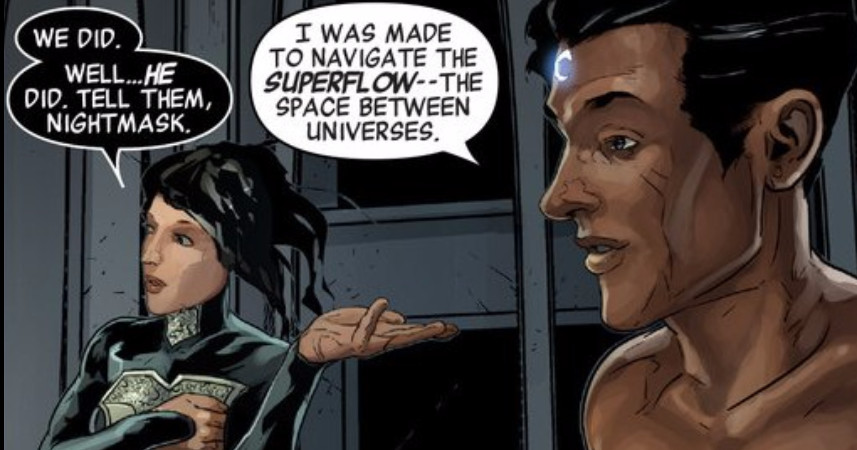 WE DID.
WELL...HE
DID. TELL THEM,
NIGHTMASK.
I WAS MADE
TO NAVIGATE THE
SUPERFLOW--THE
SPACE BETWEEN
UNIVERSES.